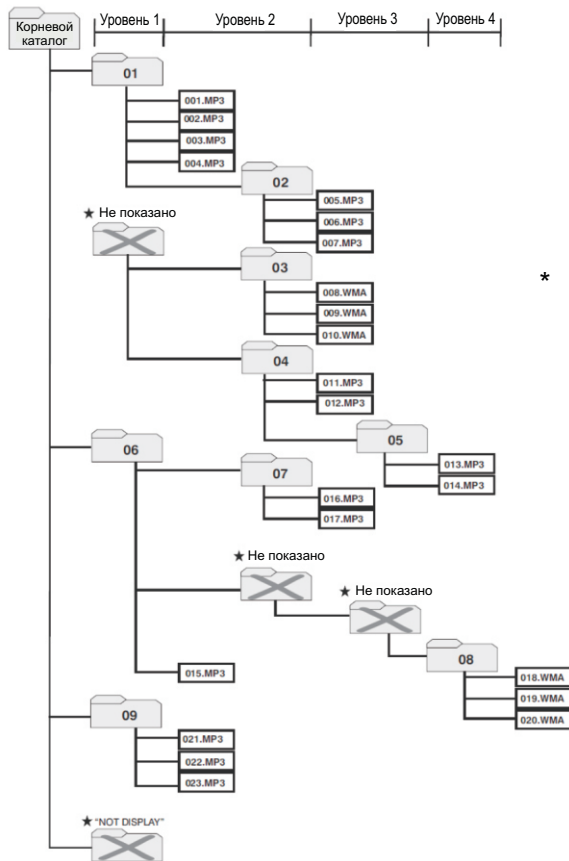 Корневой
каталог
Уровень 1
Уровень 2
Уровень 3
Уровень 4
01
001.MP3
002.MP3
003.MP3
004.MP3
02
005.MP3
006.MP3
007.MP3
★ Не показано
03
008.WMA
009.WMA
010.WMA
*
04
011.MP3
012.MP3
05
013.MP3
014.MP3
06
07
016.MP3
017.MP3
★ Не показано
★ Не показано
08
018.WMA
019.WMA
020.WMA
015.MP3
09
021.MP3
022.MP3
023.MP3
★ "NOT DISPLAY"